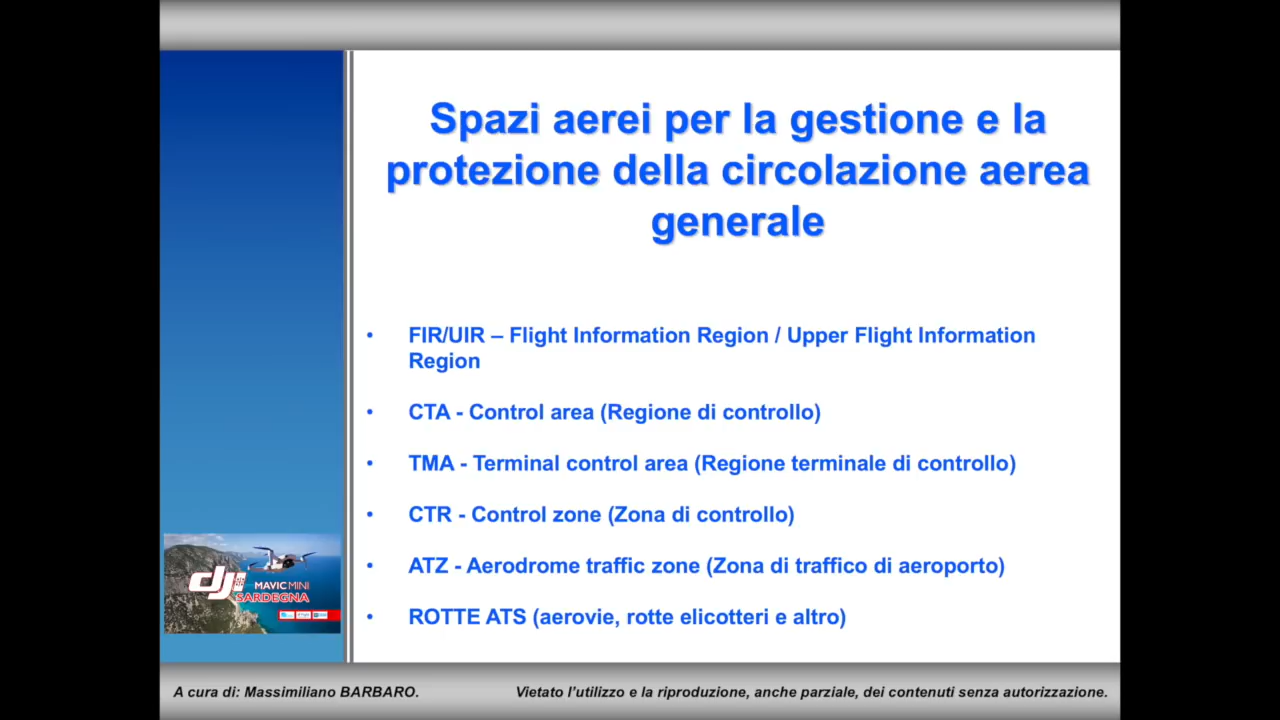 Spazi aerei per la gestione e la
protezione della circolazione aerea
generale
• FIR/UIR – Flight Information Region / Upper Flight Information
Region
• CTA - Control area (Regione di controllo)
• TMA - Terminal control area (Regione terminale di controllo)
• CTR - Control zone (Zona di controllo)
• ATZ - Aerodrome traffic zone (Zona di traffico di aeroporto)
• ROTTE ATS (aerovie, rotte elicotteri e altro)
dji
MAVIC MINI
SARDEGNA
A cura di: Massimiliano BARBARO.
Vietato l'utilizzo e la riproduzione, anche parziale, dei contenuti senza autorizzazione.